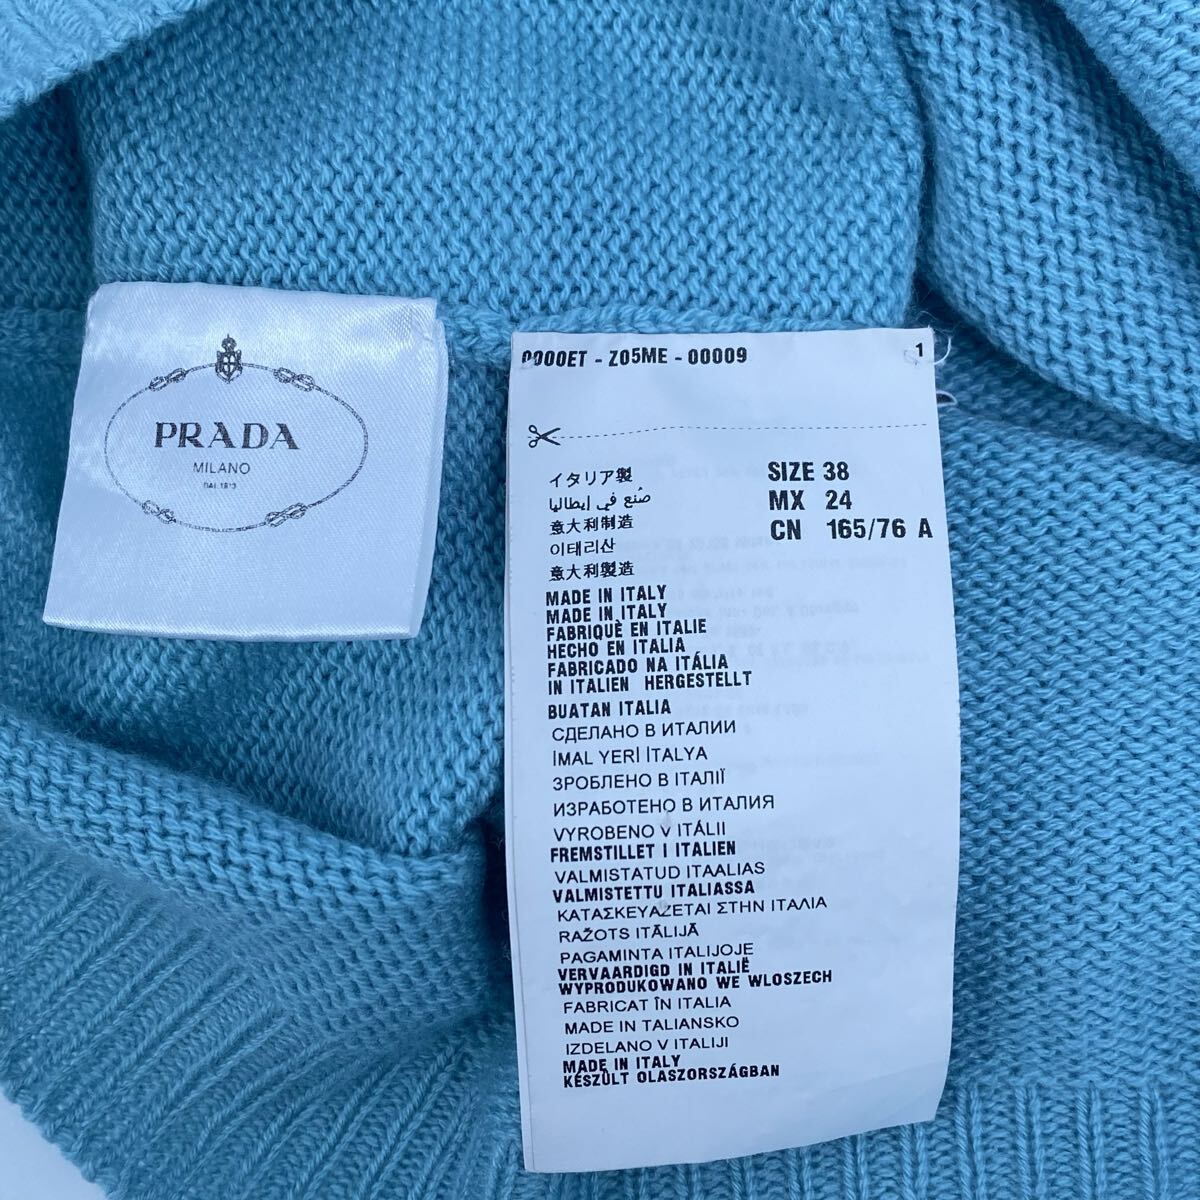 PRADA
MILANO
DAL 1913
0000ET - Z05ME - 00009
1
イタリア製
صنع في إيطاليا
意大利制造
이태리산
意大利製造
SIZE 38
MX 24
CN 165/76 A
MADE IN ITALY
MADE IN ITALY
FABRIQUÈ EN ITALIE
HECHO EN ITALIA
FABRICADO NA ITÁLIA
IN ITALIEN HERGESTELLT
BUATAN ITALIA
СДЕЛАНО В ИТАЛИИ
İMAL YERİ İTALYA
ЗРОБЛЕНО В ІТАЛІЇ
ИЗРАБОТЕНО В ИТАЛИЯ
VYROBENO V ITÁLII
FREMSTILLET I ITALIEN
VALMISTATUD ITAALIAS
VALMISTETTU ITALIASSA
ΚΑΤΑΣΚΕΥΑΖΕΤΑΙ ΣΤΗΝ ΙΤΑΛΙΑ
RAŽOTS ITĀLIJĀ
PAGAMINTA ITALIJOJE
VERVAARDIGD IN ITALIË
WYPRODUKOWANO WE WLOSZECH
FABRICAT ÎN ITALIA
MADE IN TALIANSKO
IZDELANO V ITALIJI
MADE IN ITALY
KÉSZÜLT OLASZORSZÁGBAN